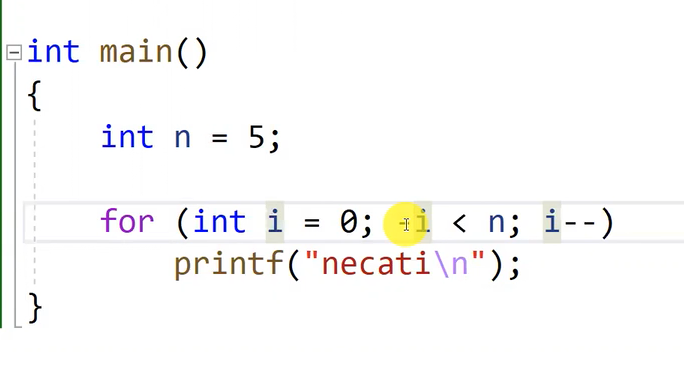 int main()
{
int n = 5;
for (int i = 0; -i < n; i--)
printf("necati\n");
}